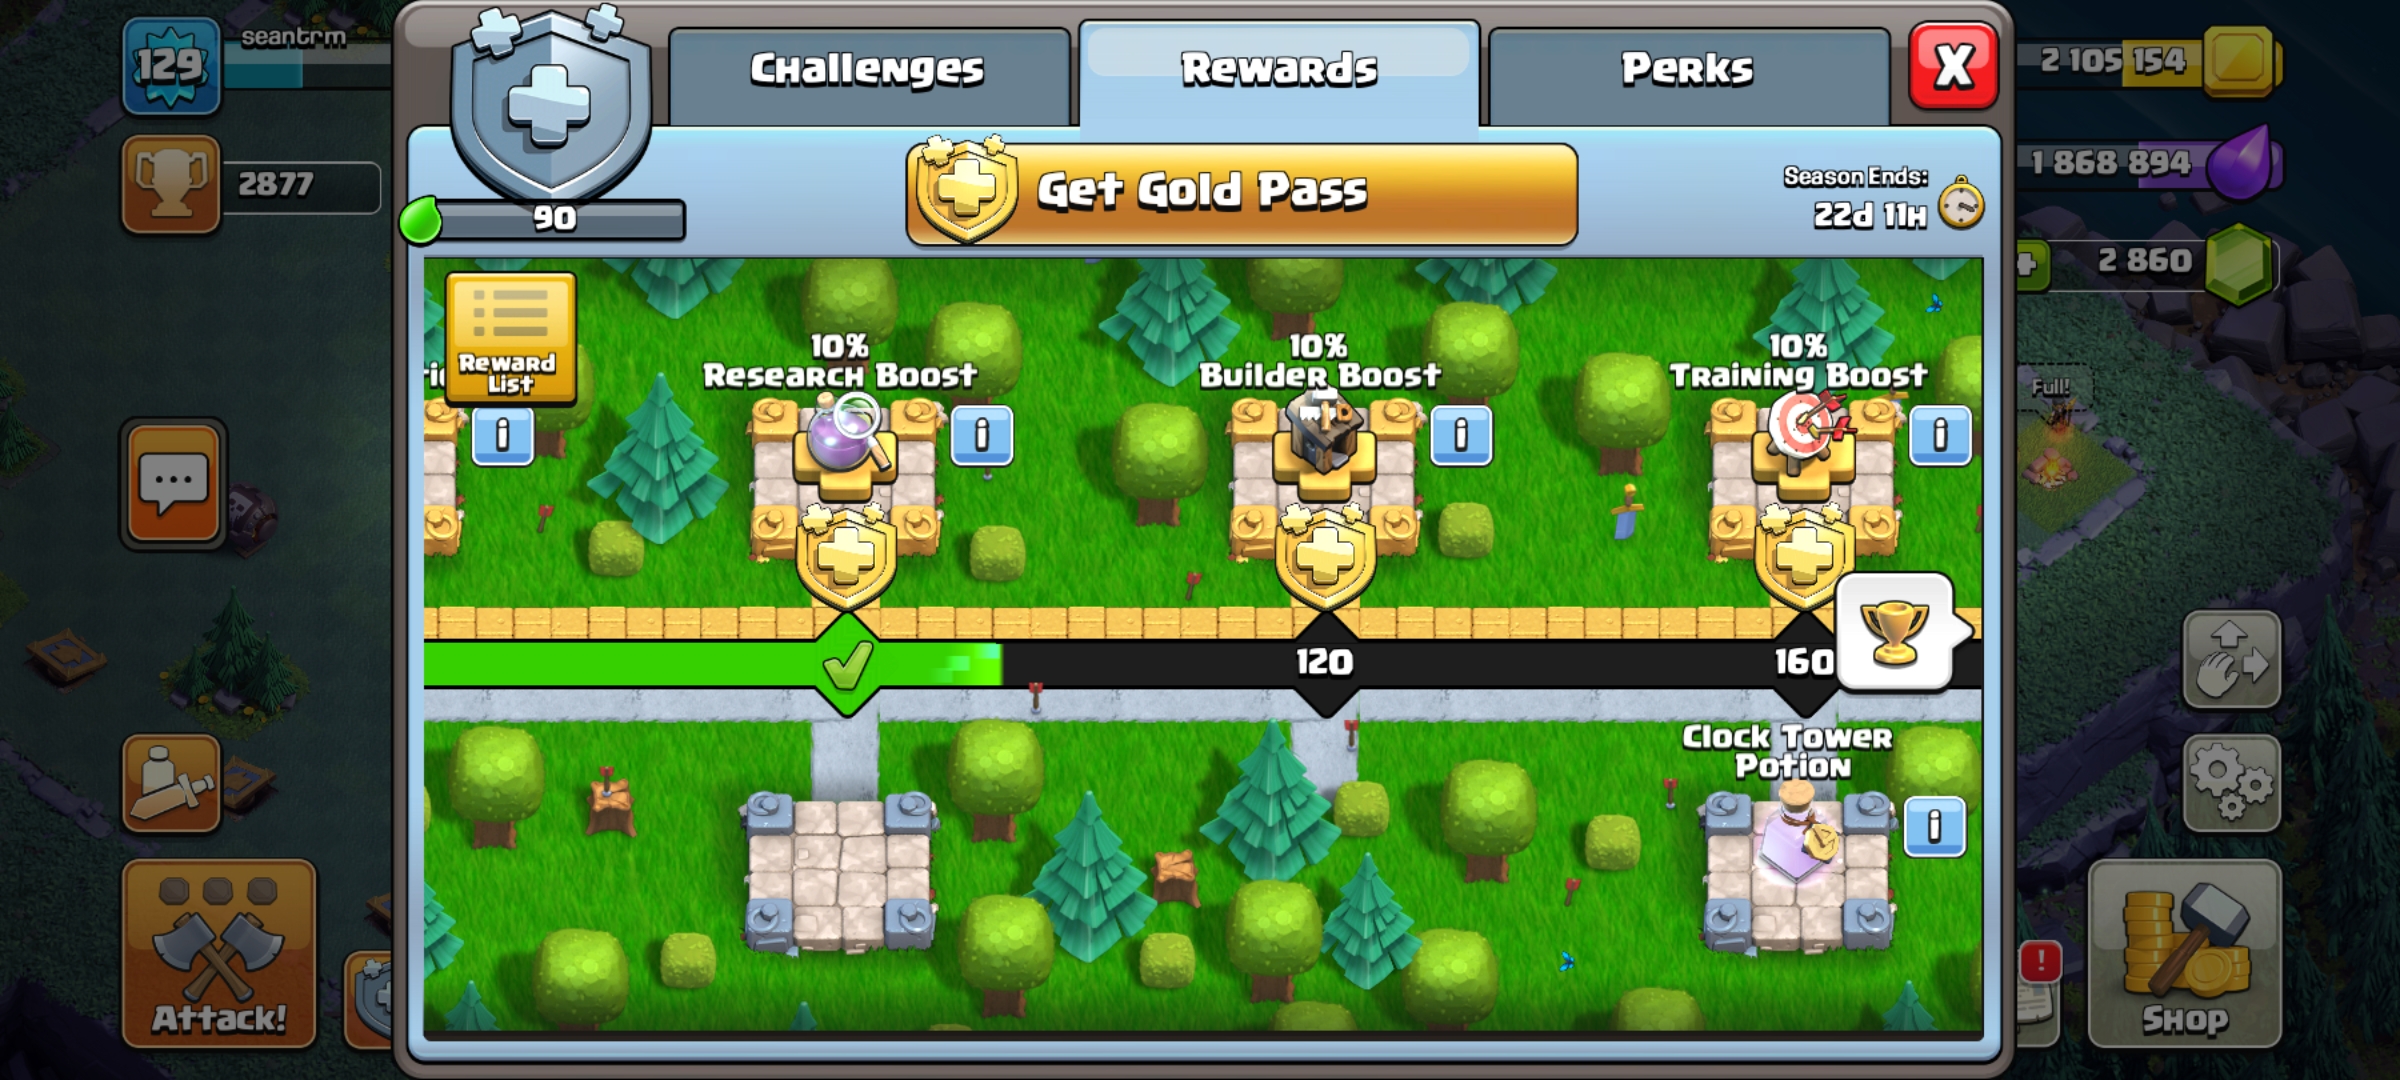 129
seantrm
Challenges
Rewards
Perks
X
2 105 154
2877
90
Get Gold Pass
Season Ends:
22d 11H
1 868 894
2 860
Reward
List
10%
Research Boost
10%
Builder Boost
10%
Training Boost
Full!
120
160
Clock Tower
Potion
Attack!
Shop